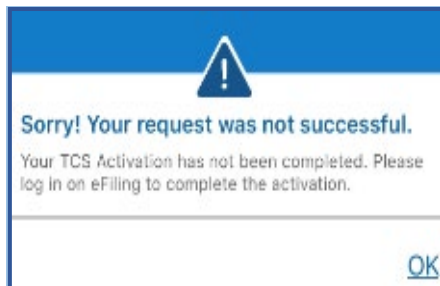 Sorry! Your request was not successful.
Your TCS Activation has not been completed. Please
log in on eFiling to complete the activation.
OK